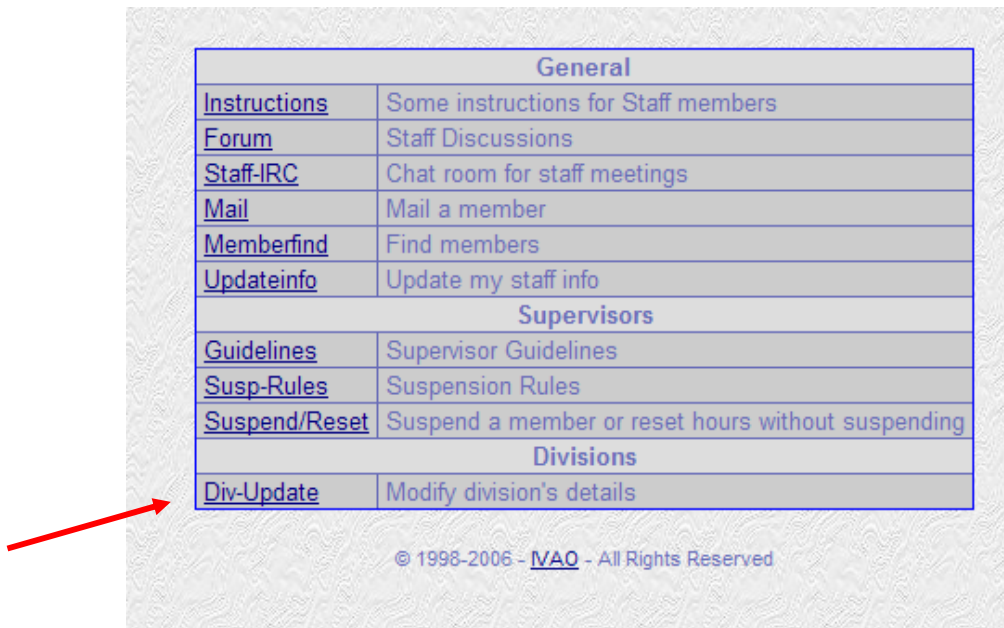 General
Instructions Some instructions for Staff members
Forum Staff Discussions
Staff-IRC Chat room for staff meetings
Mail Mail a member
Memberfind Find members
Updateinfo Update my staff info
Supervisors
Guidelines Supervisor Guidelines
Susp-Rules Suspension Rules
Suspend/Reset Suspend a member or reset hours without suspending
Divisions
Div-Update Modify division's details
© 1998-2006 - IVAO - All Rights Reserved